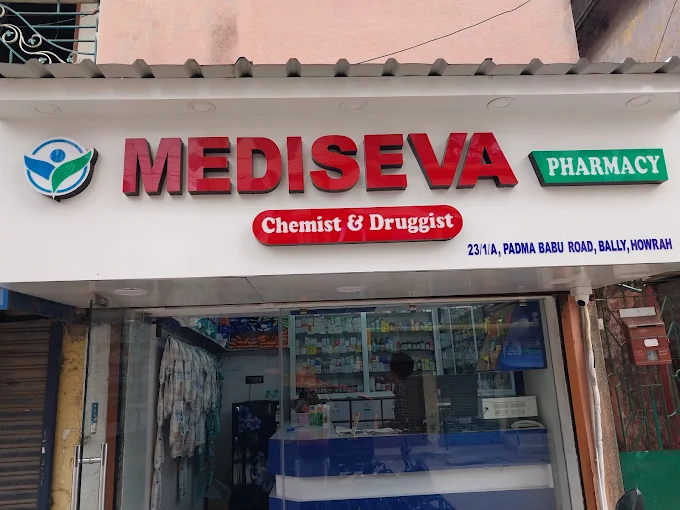 MEDISEVA
PHARMACY
Chemist & Druggist
23/1/A, PADMA BABU ROAD, BALLY, HOWRAH